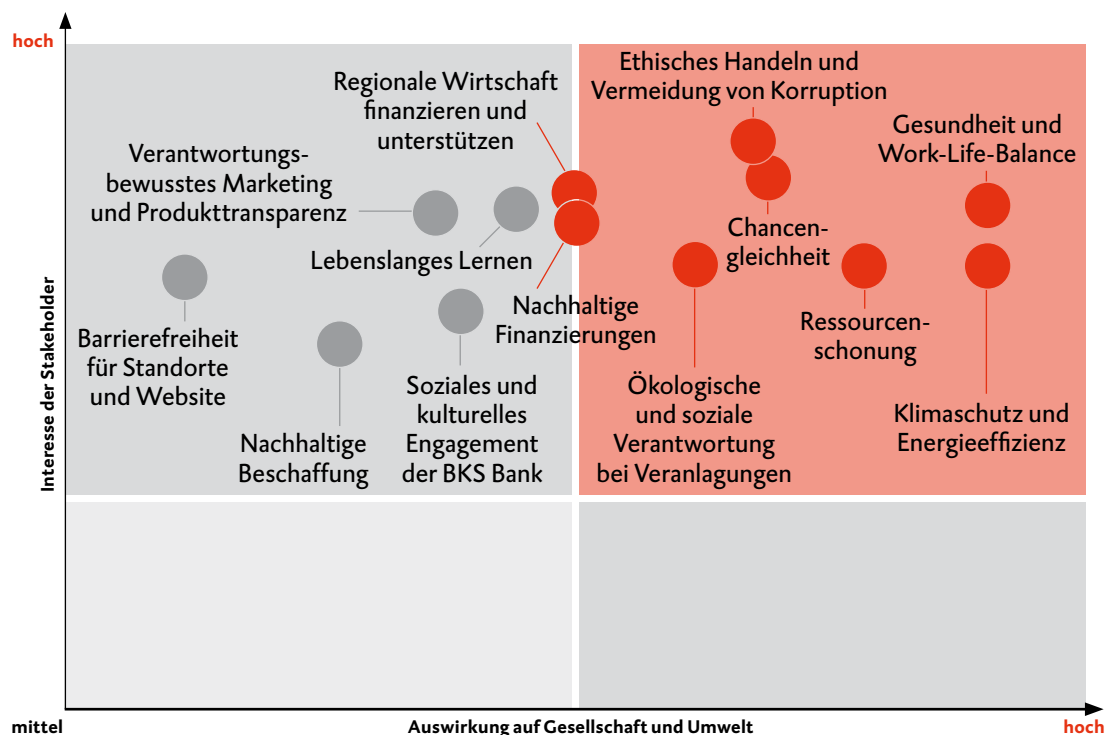 hoch
Ethisches Handeln und
Vermeidung von Korruption
Regionale Wirtschaft
finanzieren und
unterstützen
Gesundheit und
Work-Life-Balance
Verantwortungs-
bewusstes Marketing
und Produkttransparenz
Lebenslanges Lernen
Chancen-
gleichheit
Nachhaltige
Finanzierungen
Ressourcen-
schonung
Barrierefreiheit
für Standorte
und Website
Nachhaltige
Beschaffung
Soziales und
kulturelles
Engagement
der BKS Bank
Ökologische
und soziale
Verantwortung
bei Veranlagungen
Klimaschutz und
Energieeffizienz
Interesse der Stakeholder
mittel
Auswirkung auf Gesellschaft und Umwelt
hoch